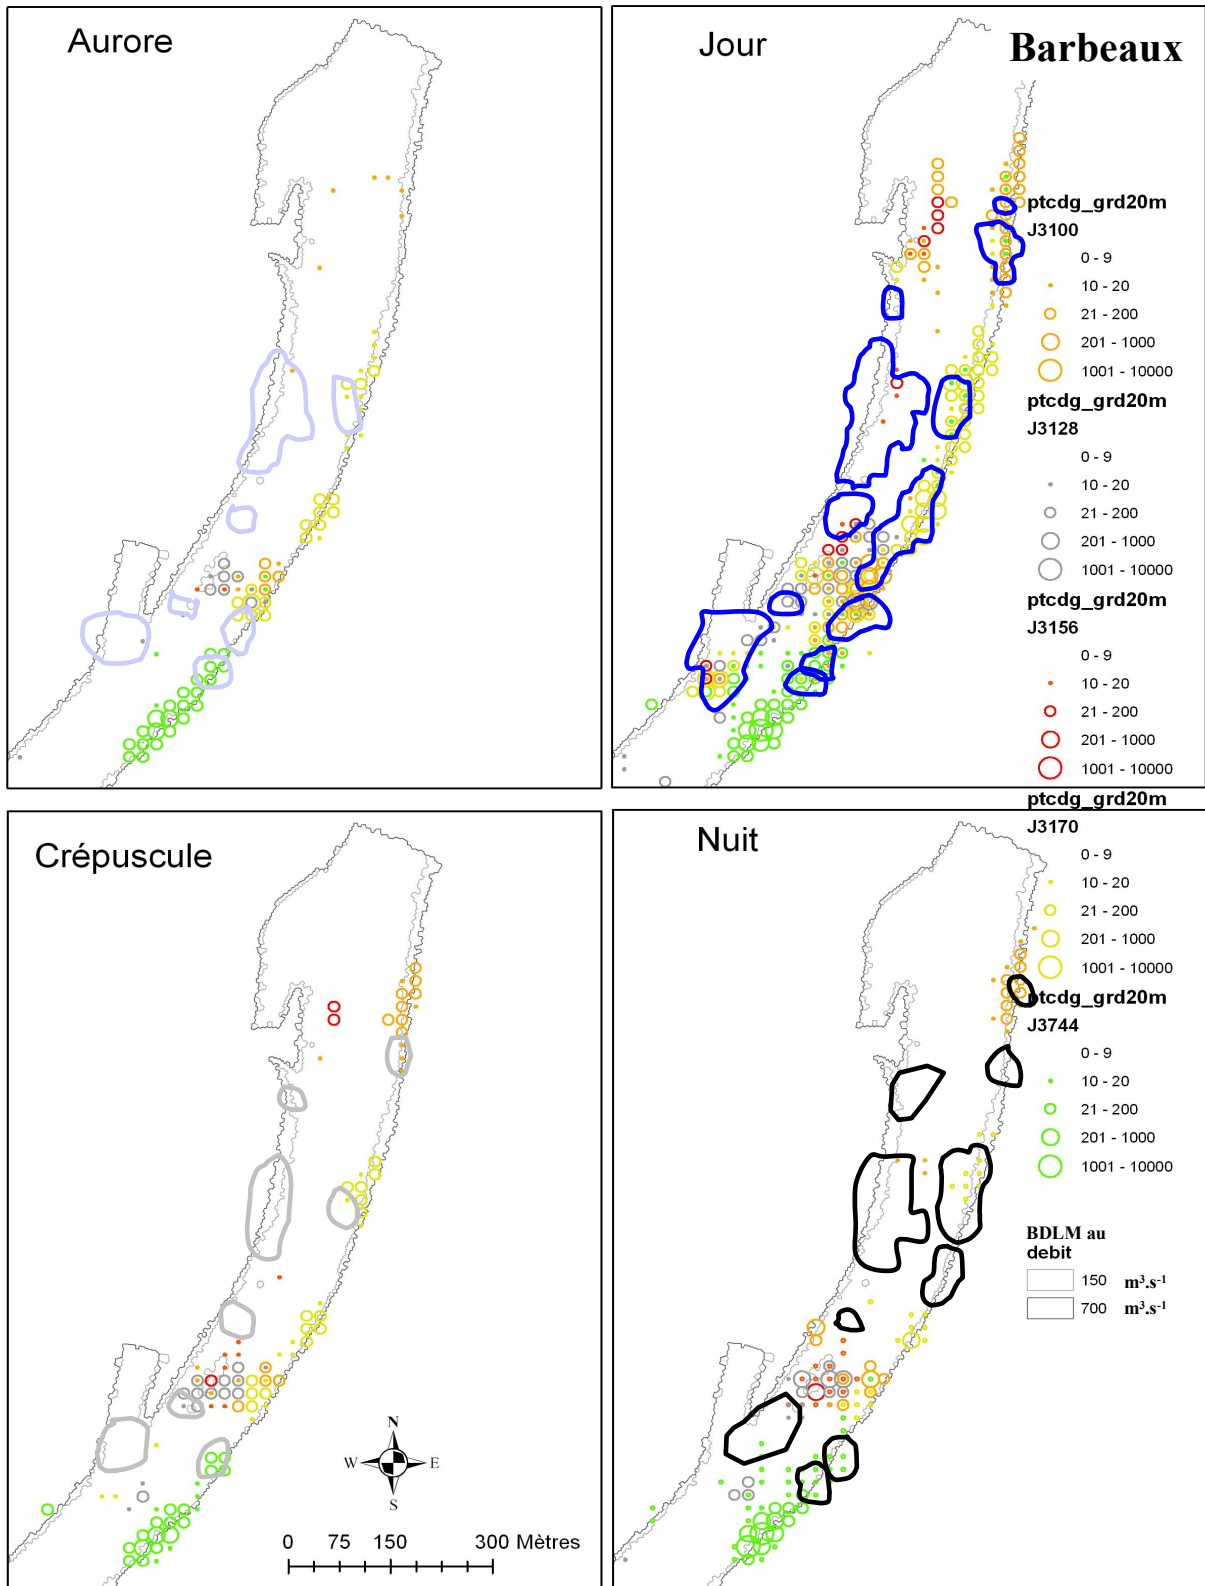 Aurore
Jour
Barbeaux
ptcdg_grd20m
J3100
0 - 9
10 - 20
21 - 200
201 - 1000
1001 - 10000
ptcdg_grd20m
J3128
0 - 9
10 - 20
21 - 200
201 - 1000
1001 - 10000
ptcdg_grd20m
J3156
0 - 9
10 - 20
21 - 200
201 - 1000
1001 - 10000
ptcdg_grd20m
J3170
0 - 9
10 - 20
21 - 200
201 - 1000
1001 - 10000
ptcdg_grd20m
J3744
0 - 9
10 - 20
21 - 200
201 - 1000
1001 - 10000
BDLM au
debit
150 m³.s⁻¹
700 m³.s⁻¹
Crépuscule
N
W E
S
0 75 150 300 Mètres
Nuit